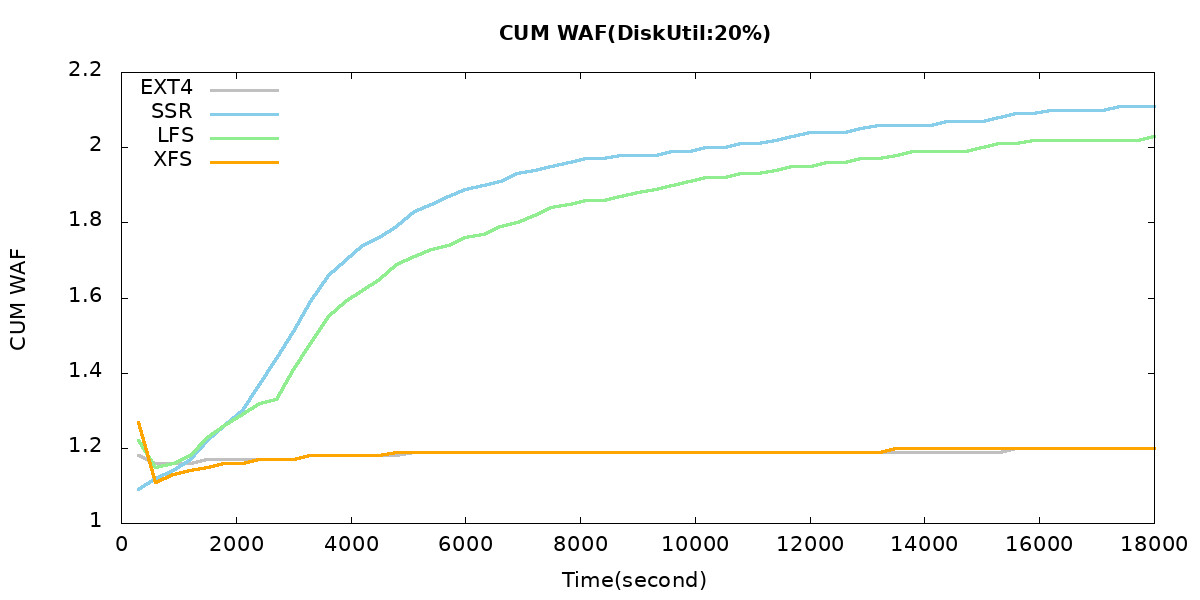 CUM WAF(DiskUtil:20%)
2.2
2
1.8
1.6
1.4
1.2
1
CUM WAF
EXT4
SSR
LFS
XFS
0 2000 4000 6000 8000 10000 12000 14000 16000 18000
Time(second)